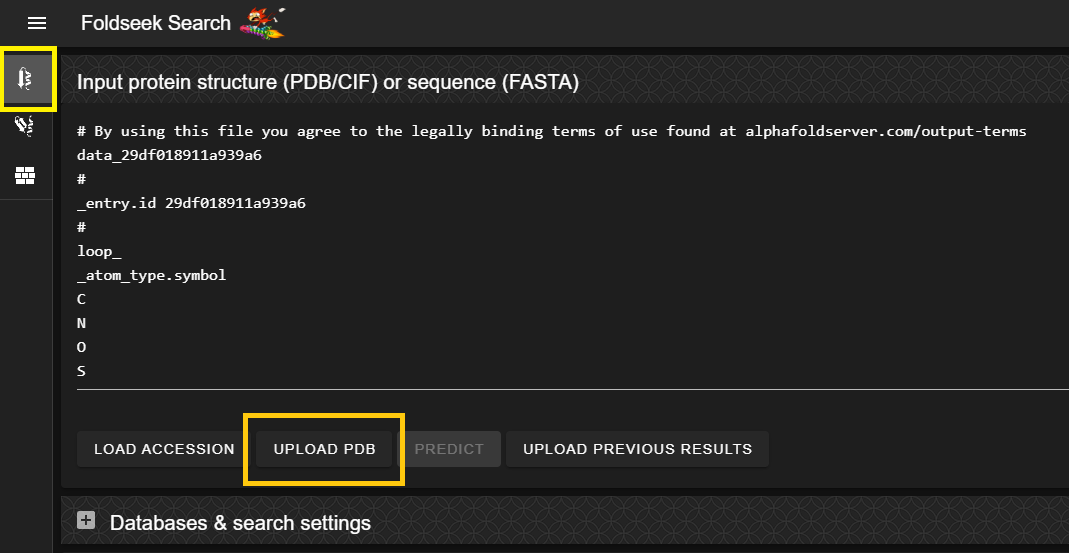 Foldseek Search
Input protein structure (PDB/CIF) or sequence (FASTA)
# By using this file you agree to the legally binding terms of use found at alphafoldserver.com/output-terms
data_29df018911a939a6
#
_entry.id 29df018911a939a6
#
loop_
_atom_type.symbol
C
N
O
S
LOAD ACCESSION UPLOAD PDB PREDICT UPLOAD PREVIOUS RESULTS
Databases & search settings